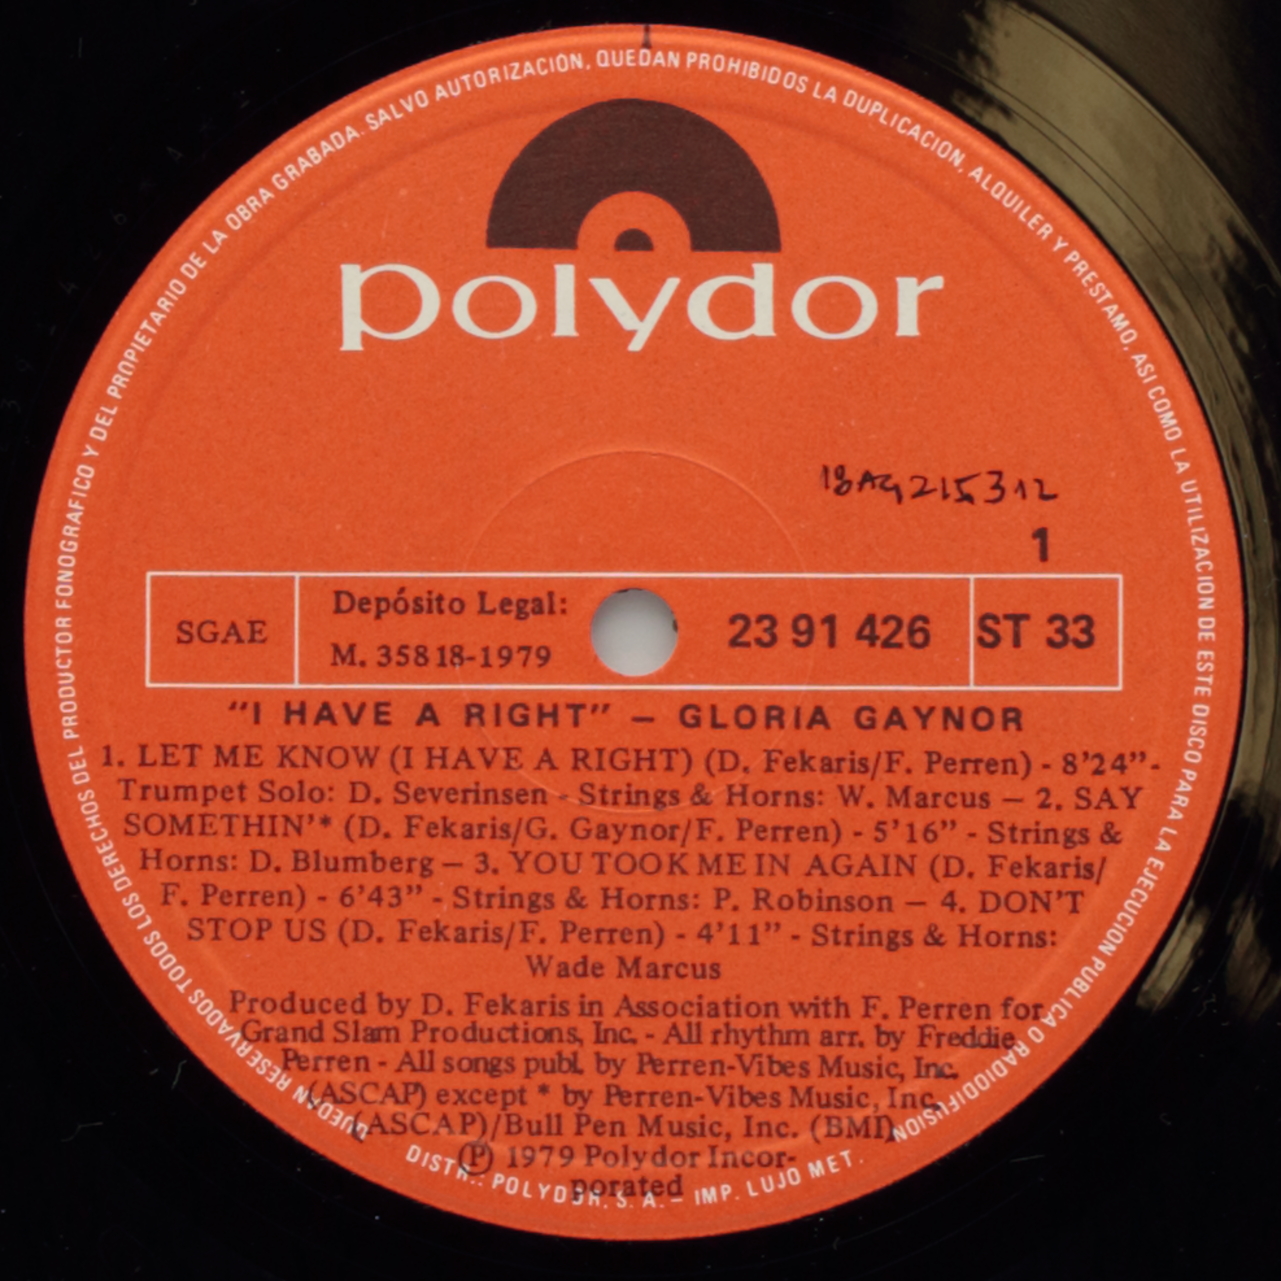 QUEDAN RESERVADOS TODOS LOS DERECHOS DEL PRODUCTOR FONOGRAFICO Y DEL PROPIETARIO DE LA OBRA GRABADA. SALVO AUTORIZACION, QUEDAN PROHIBIDOS LA DUPLICACION, ALQUILER Y PRESTAMO, ASI COMO LA UTILIZACION DE ESTE DISCO PARA LA EJECUCION PUBLICA O RADIODIFUSION
polydor
18AG215312
1
SGAE
Depósito Legal:
M. 35818-1979
23 91 426
ST 33
“I HAVE A RIGHT” – GLORIA GAYNOR
1. LET ME KNOW (I HAVE A RIGHT) (D. Fekaris/F. Perren) - 8’24”-
Trumpet Solo: D. Severinsen - Strings & Horns: W. Marcus – 2. SAY
SOMETHIN’* (D. Fekaris/G. Gaynor/F. Perren) - 5’16” - Strings &
Horns: D. Blumberg – 3. YOU TOOK ME IN AGAIN (D. Fekaris/
F. Perren) - 6’43” - Strings & Horns: P. Robinson – 4. DON’T
STOP US (D. Fekaris/F. Perren) - 4’11” - Strings & Horns:
Wade Marcus
Produced by D. Fekaris in Association with F. Perren for
Grand Slam Productions, Inc. - All rhythm arr. by Freddie
Perren - All songs publ. by Perren-Vibes Music, Inc.
(ASCAP) except * by Perren-Vibes Music, Inc.
(ASCAP)/Bull Pen Music, Inc. (BMI)
Ⓟ 1979 Polydor Incor-
porated
DISTR.: POLYDOR, S. A. – IMP. LUJO MET.